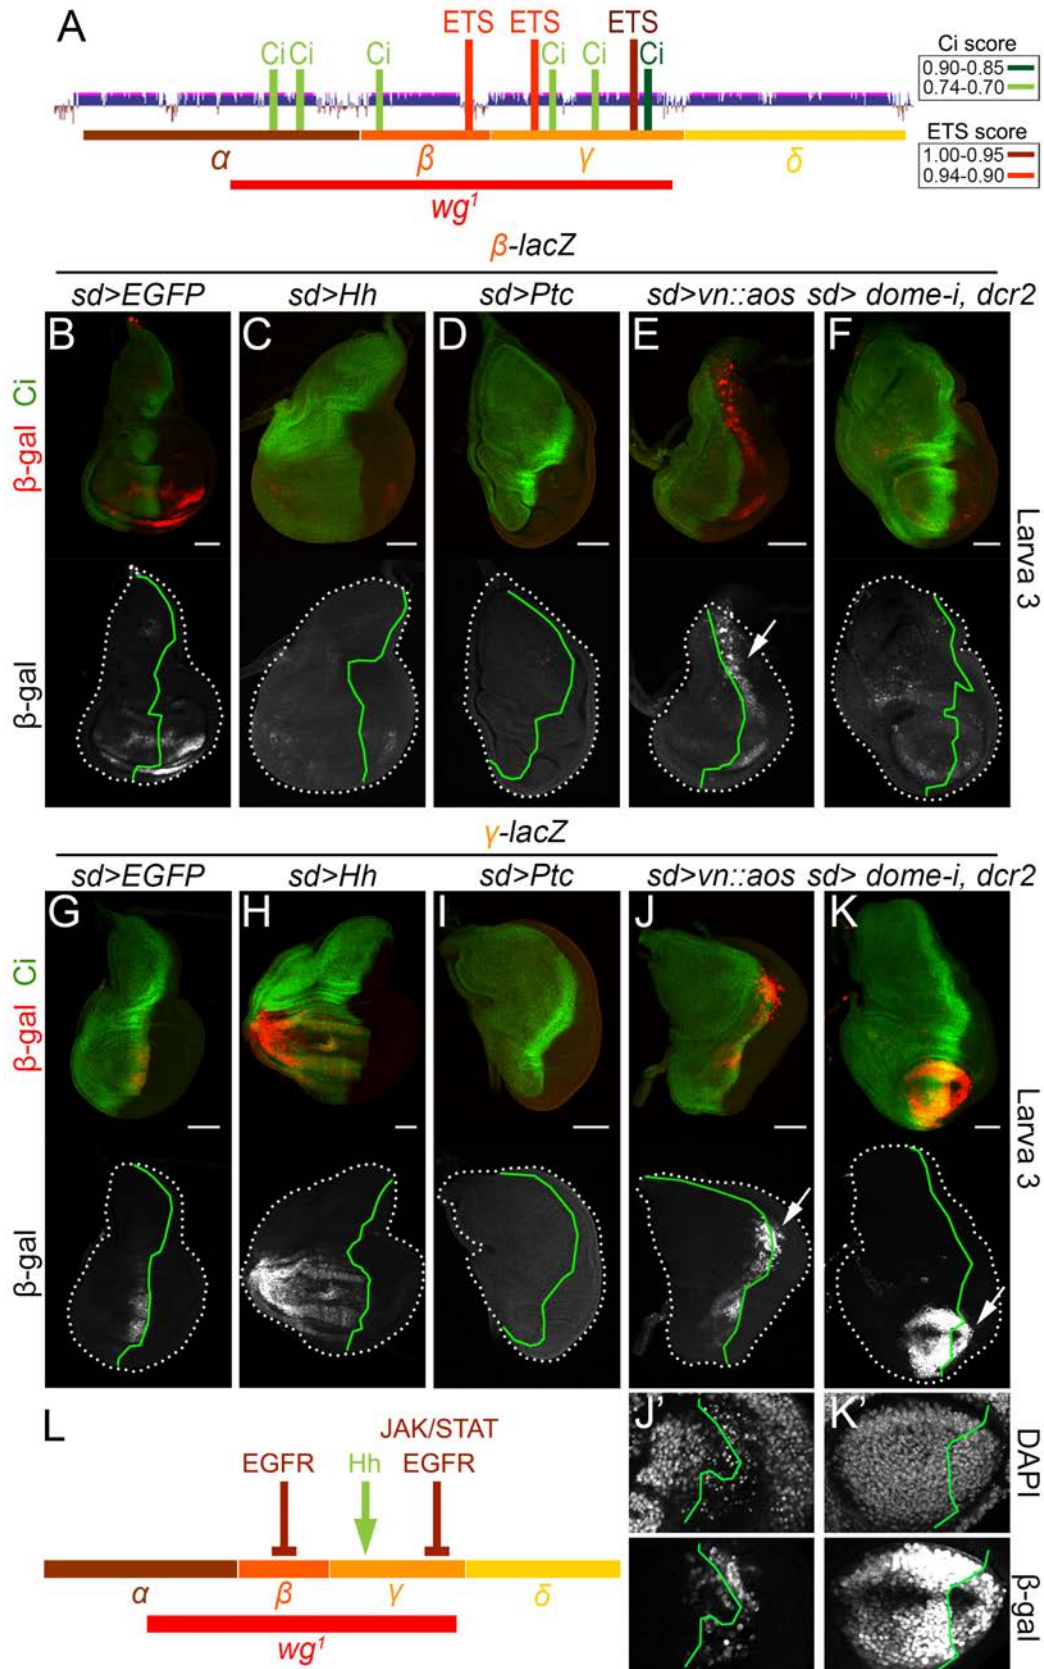 A
ETS ETS ETS
Ci Ci Ci Ci Ci Ci
Ci score
0.90-0.85
0.74-0.70
ETS score
1.00-0.95
0.94-0.90
α β γ δ
wg¹
β-lacZ
sd>EGFP sd>Hh sd>Ptc sd>vn::aos sd> dome-i, dcr2
B C D E F
β-gal Ci
β-gal
Larva 3
γ-lacZ
sd>EGFP sd>Hh sd>Ptc sd>vn::aos sd> dome-i, dcr2
G H I J K
β-gal Ci
β-gal
Larva 3
L
JAK/STAT
EGFR Hh EGFR
α β γ δ
wg¹
J' K'
DAPI
β-gal